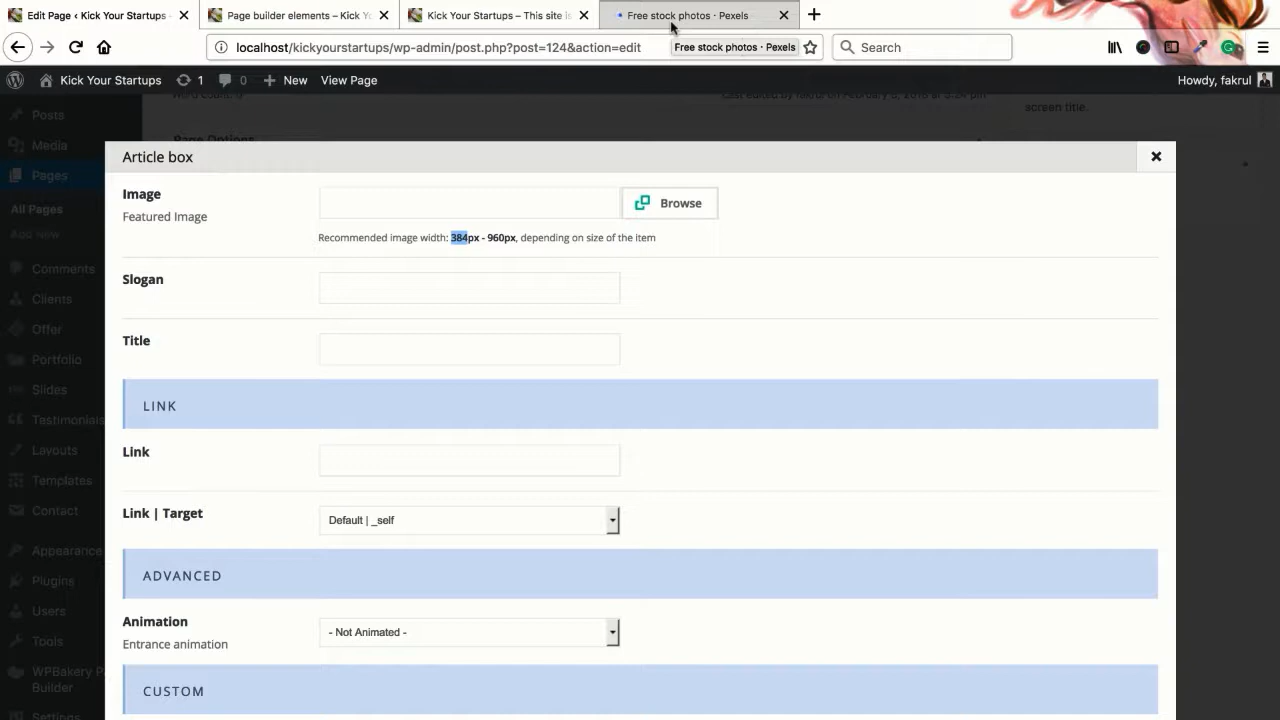 Edit Page ‹ Kick Your Startups -
Page builder elements – Kick Yo
Kick Your Startups – This site is
Free stock photos · Pexels
localhost/kickyourstartups/wp-admin/post.php?post=124&action=edit
Free stock photos · Pexels
Search
Kick Your Startups
1
0
New
View Page
Howdy, fakrul
screen title.
Posts
Media
Pages
All Pages
Add New
Comments
Clients
Offer
Portfolio
Slides
Testimonials
Layouts
Templates
Contact
Appearance
Plugins
Users
Tools
WPBakery P
Builder
Settings
Page Options
Article box
Image
Featured Image
Browse
Recommended image width: 384px - 960px, depending on size of the item
Slogan
Title
LINK
Link
Link | Target
Default | _self
ADVANCED
Animation
Entrance animation
- Not Animated -
CUSTOM